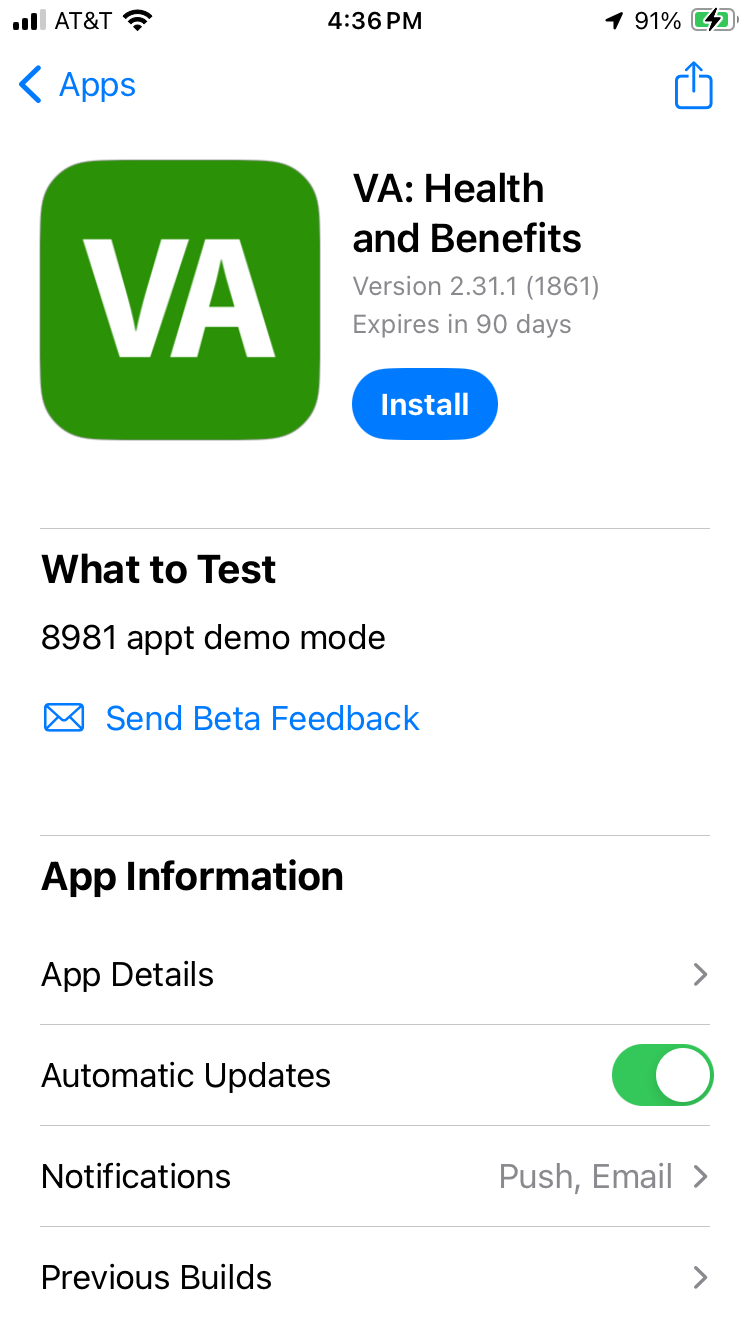 AT&T 4:36 PM 91%
Apps
VA
VA: Health
and Benefits
Version 2.31.1 (1861)
Expires in 90 days
Install
What to Test
8981 appt demo mode
Send Beta Feedback
App Information
App Details
Automatic Updates
Notifications Push, Email
Previous Builds